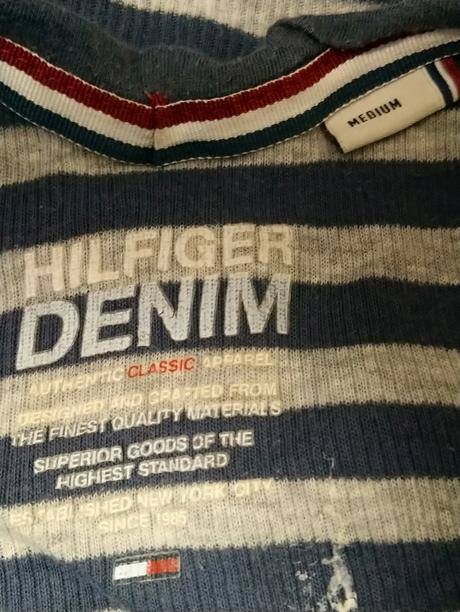 MEDIUM
HILFIGER
DENIM
AUTHENTIC CLASSIC APPAREL
DESIGNED AND CRAFTED FROM
THE FINEST QUALITY MATERIALS
SUPERIOR GOODS OF THE
HIGHEST STANDARD
ESTABLISHED NEW YORK CITY
SINCE 1985